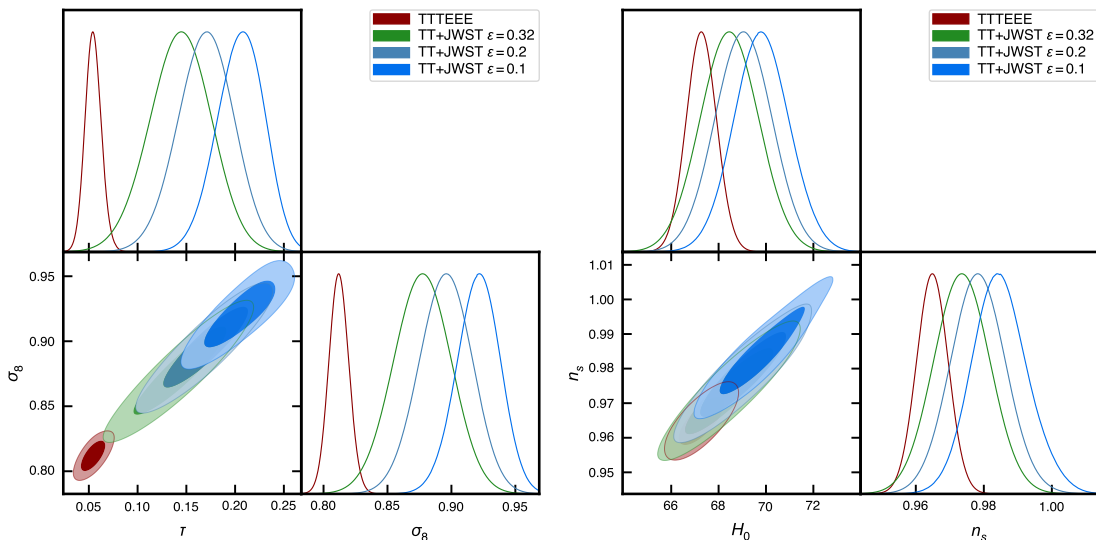 TTTEEE
TT+JWST ε=0.32
TT+JWST ε=0.2
TT+JWST ε=0.1
0.95
0.90
0.85
0.80
σ₈
0.05 0.10 0.15 0.20 0.25
τ
0.80 0.85 0.90 0.95
σ₈
TTTEEE
TT+JWST ε=0.32
TT+JWST ε=0.2
TT+JWST ε=0.1
1.01
1.00
0.99
0.98
0.97
0.96
0.95
nₛ
66 68 70 72
H₀
0.96 0.98 1.00
nₛ